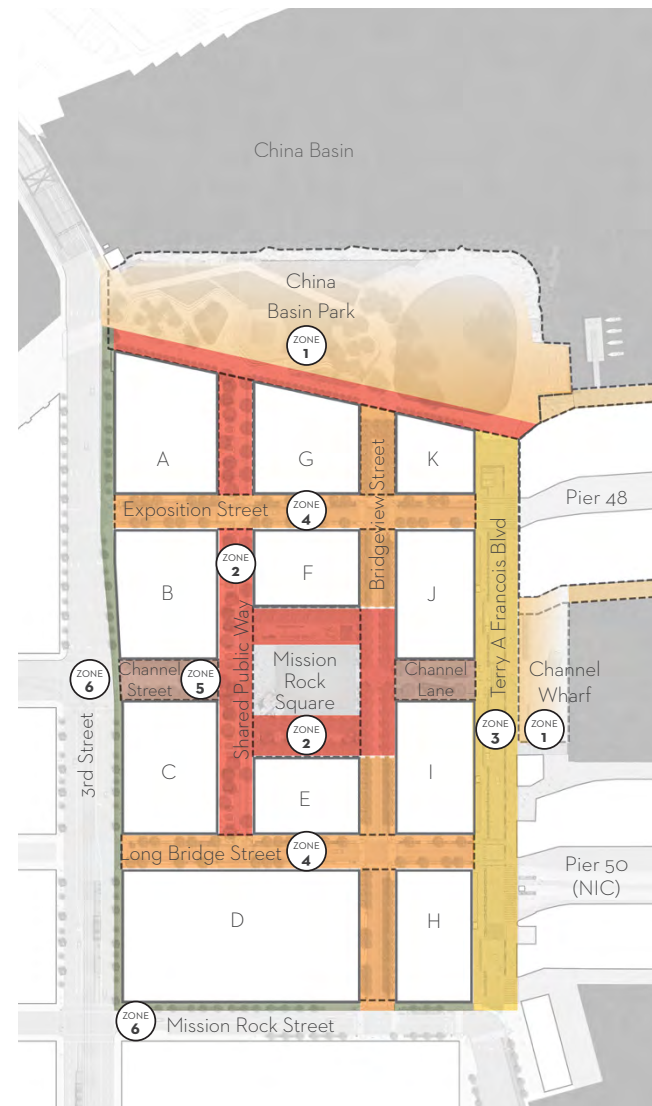 China Basin
China
Basin Park
ZONE
1
A
G
K
Bridgeview Street
Pier 48
Exposition Street
ZONE
4
Terry A Francois Blvd
ZONE
2
F
B
J
Shared Public Way
Mission
Rock
Square
Channel
Street
ZONE
5
ZONE
6
Channel
Lane
Channel
Wharf
3rd Street
ZONE
2
ZONE
3
ZONE
1
C
I
E
Long Bridge Street
ZONE
4
Pier 50
(NIC)
D
H
ZONE
6
Mission Rock Street